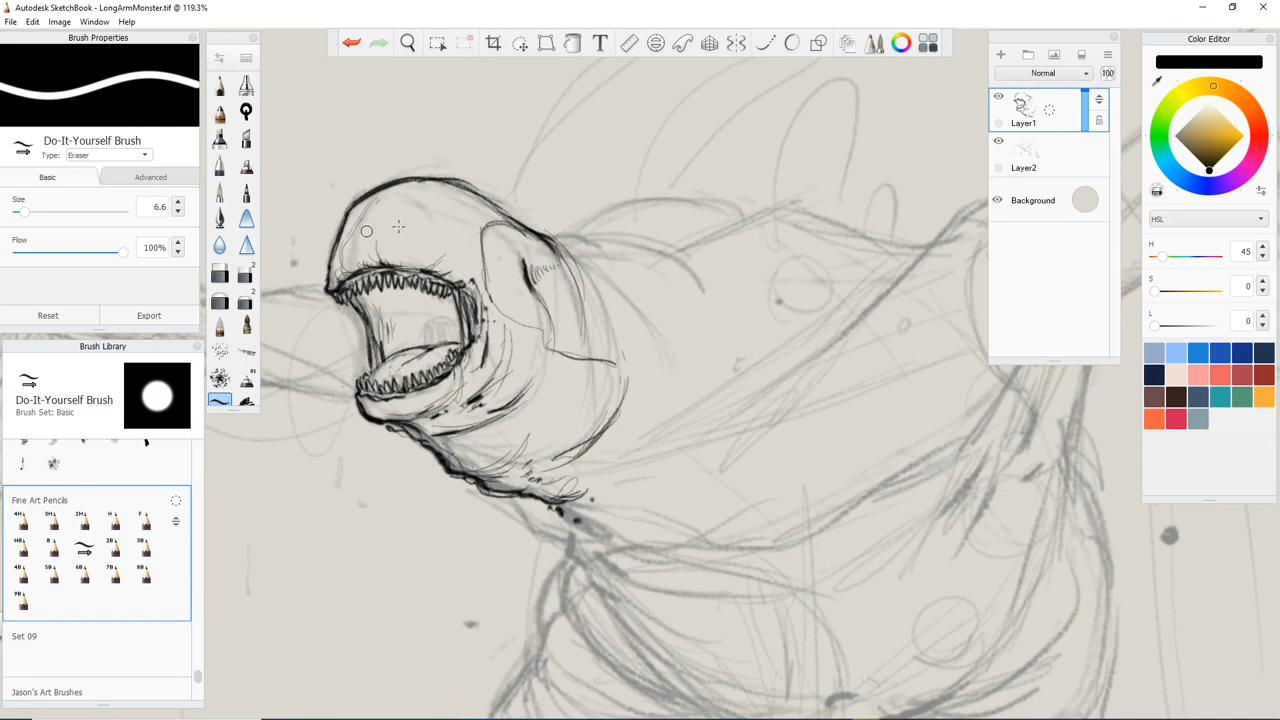 Autodesk SketchBook - LongArmMonster.tif @ 119.3%
File Edit Image Window Help
Brush Properties
Do-It-Yourself Brush
Type: Eraser
Basic Advanced
Size
6.6
Flow
100%
Reset Export
Brush Library
Do-It-Yourself Brush
Brush Set: Basic
Fine Art Pencils
4H 3H 2H H F
HB B 2B 3B
4B 5B 6B 7B 8B
9B
Set 09
Jason's Art Brushes
2
2
01
T
Normal 100
Layer1
Layer2
Background
Color Editor
HSL
H 45
S 0
L 0